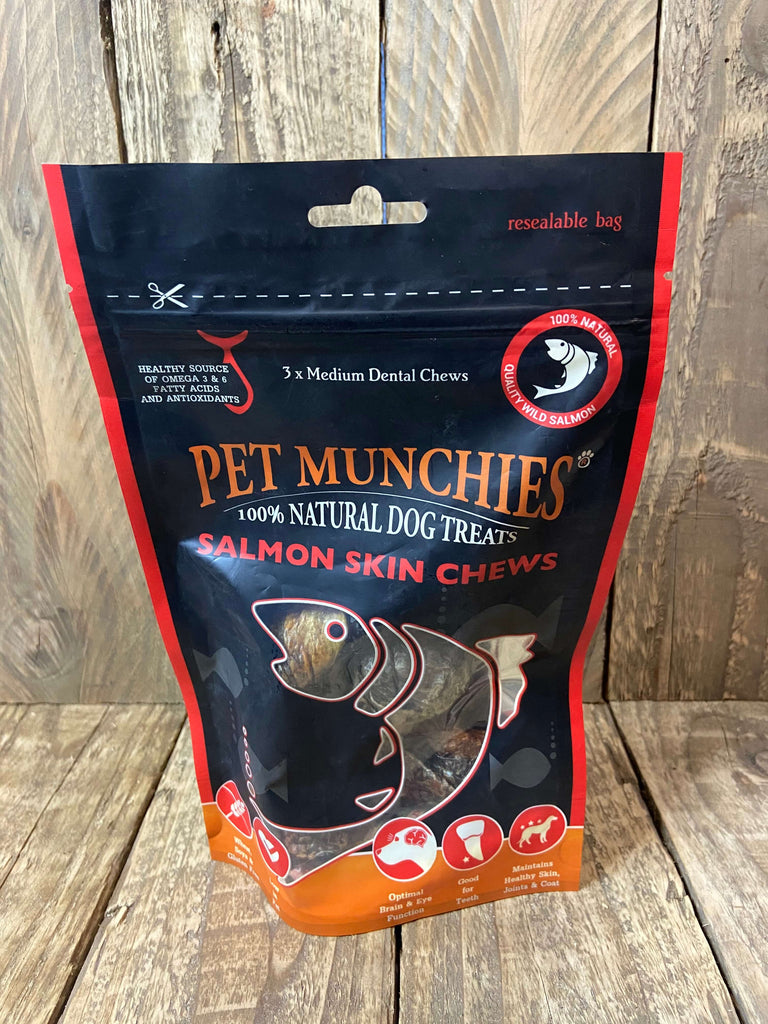 resealable bag
HEALTHY SOURCE
OF OMEGA 3 & 6
FATTY ACIDS
AND ANTIOXIDANTS
3 x Medium Dental Chews
100% NATURAL
QUALITY WILD SALMON
PET MUNCHIES
100% NATURAL DOG TREATS
SALMON SKIN CHEWS
Optimal
Brain & Eye
Function
Good
for
Teeth
Maintains
Healthy Skin,
Joints & Coat